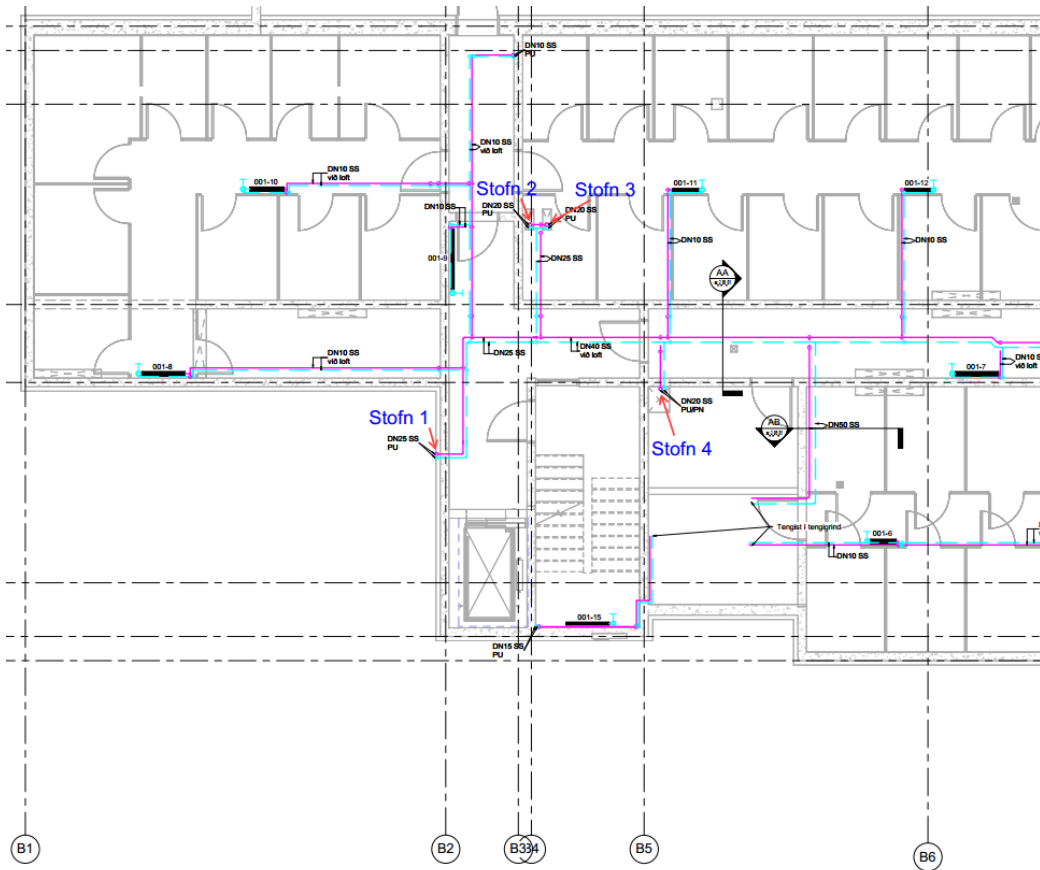 DN10 SS
PU
DN10 SS
við loft
001-10
DN10 SS
við loft
Stofn 2
Stofn 3
001-11
001-12
DN10 SS
DN20 SS
PU
DN20 SS
PU
DN10 SS
DN10 SS
001-9
DN25 SS
AA
DN25 SS
DN40 SS
við loft
001-8
DN10 SS
við loft
001-7
DN10 SS
við loft
Stofn 1
DN25 SS
PU
DN20 SS
PU/PN
Stofn 4
AB
DN50 SS
Tengist í tengigrind
001-6
DN10 SS
001-15
DN15 SS
PU
B1
B2
B3
B4
B5
B6